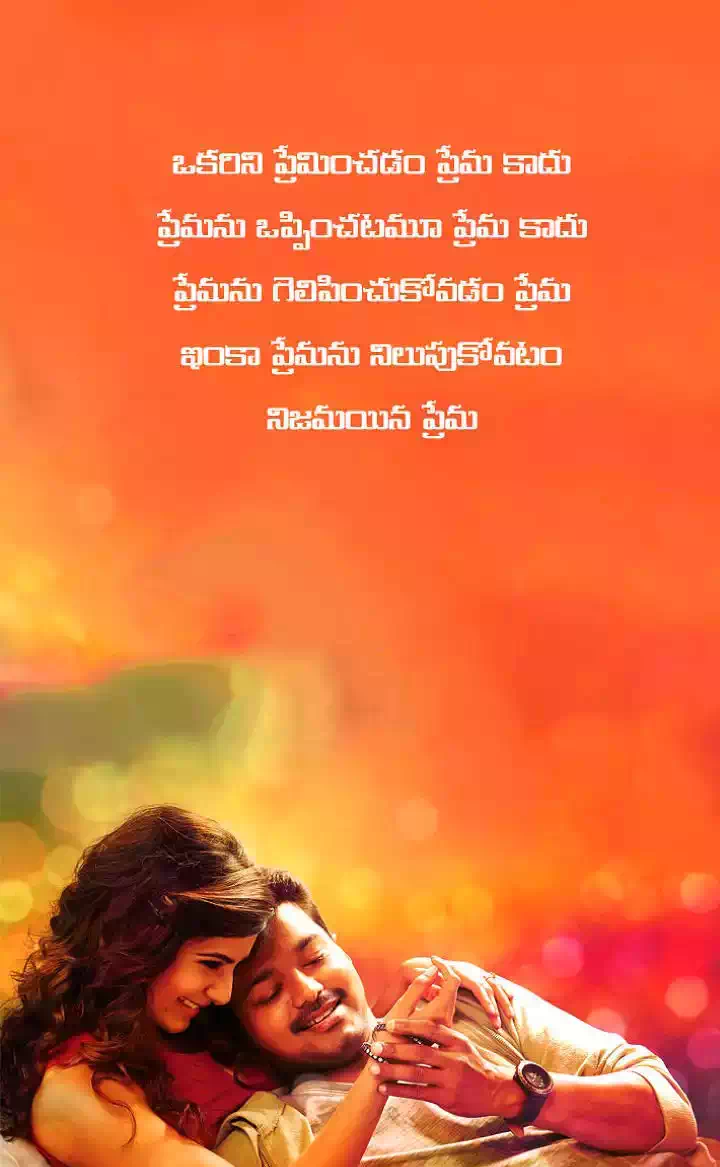 ఒకరిని ప్రేమించడం ప్రేమ కాదు
ప్రేమను ఒప్పించటమూ ప్రేమ కాదు
ప్రేమను గెలిపించుకోవడం ప్రేమ
ఇంకా ప్రేమను నిలుపుకోవటం
నిజమయిన ప్రేమ